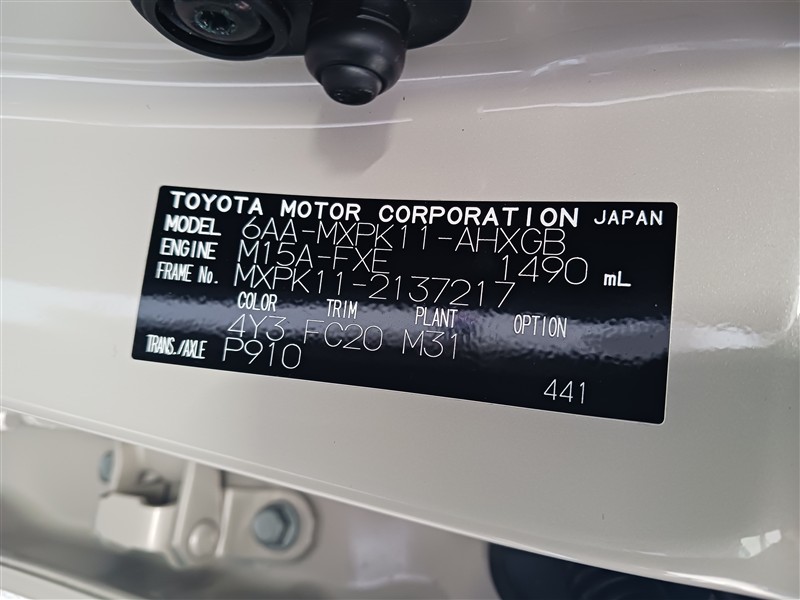 TOYOTA MOTOR CORPORATION JAPAN
MODEL 6AA-MXPK11-AHXGB
ENGINE M15A-FXE 1490 mL
FRAME No. MXPK11-2137217
COLOR TRIM PLANT OPTION
4Y3 FC20 M31
TRANS./AXLE P910
441